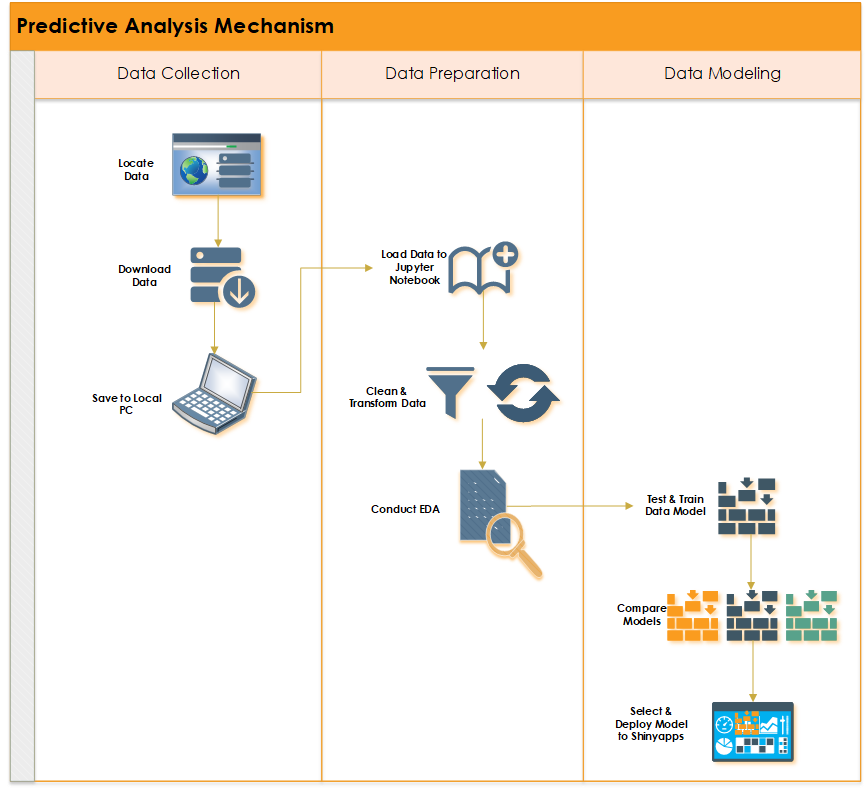 Predictive Analysis Mechanism
Data Collection
Data Preparation
Data Modeling
Locate
Data
Download
Data
Save to Local
PC
Load Data to
Jupyter
Notebook
Clean &
Transform Data
Conduct EDA
Test & Train
Data Model
Compare
Models
Select &
Deploy Model
to Shinyapps